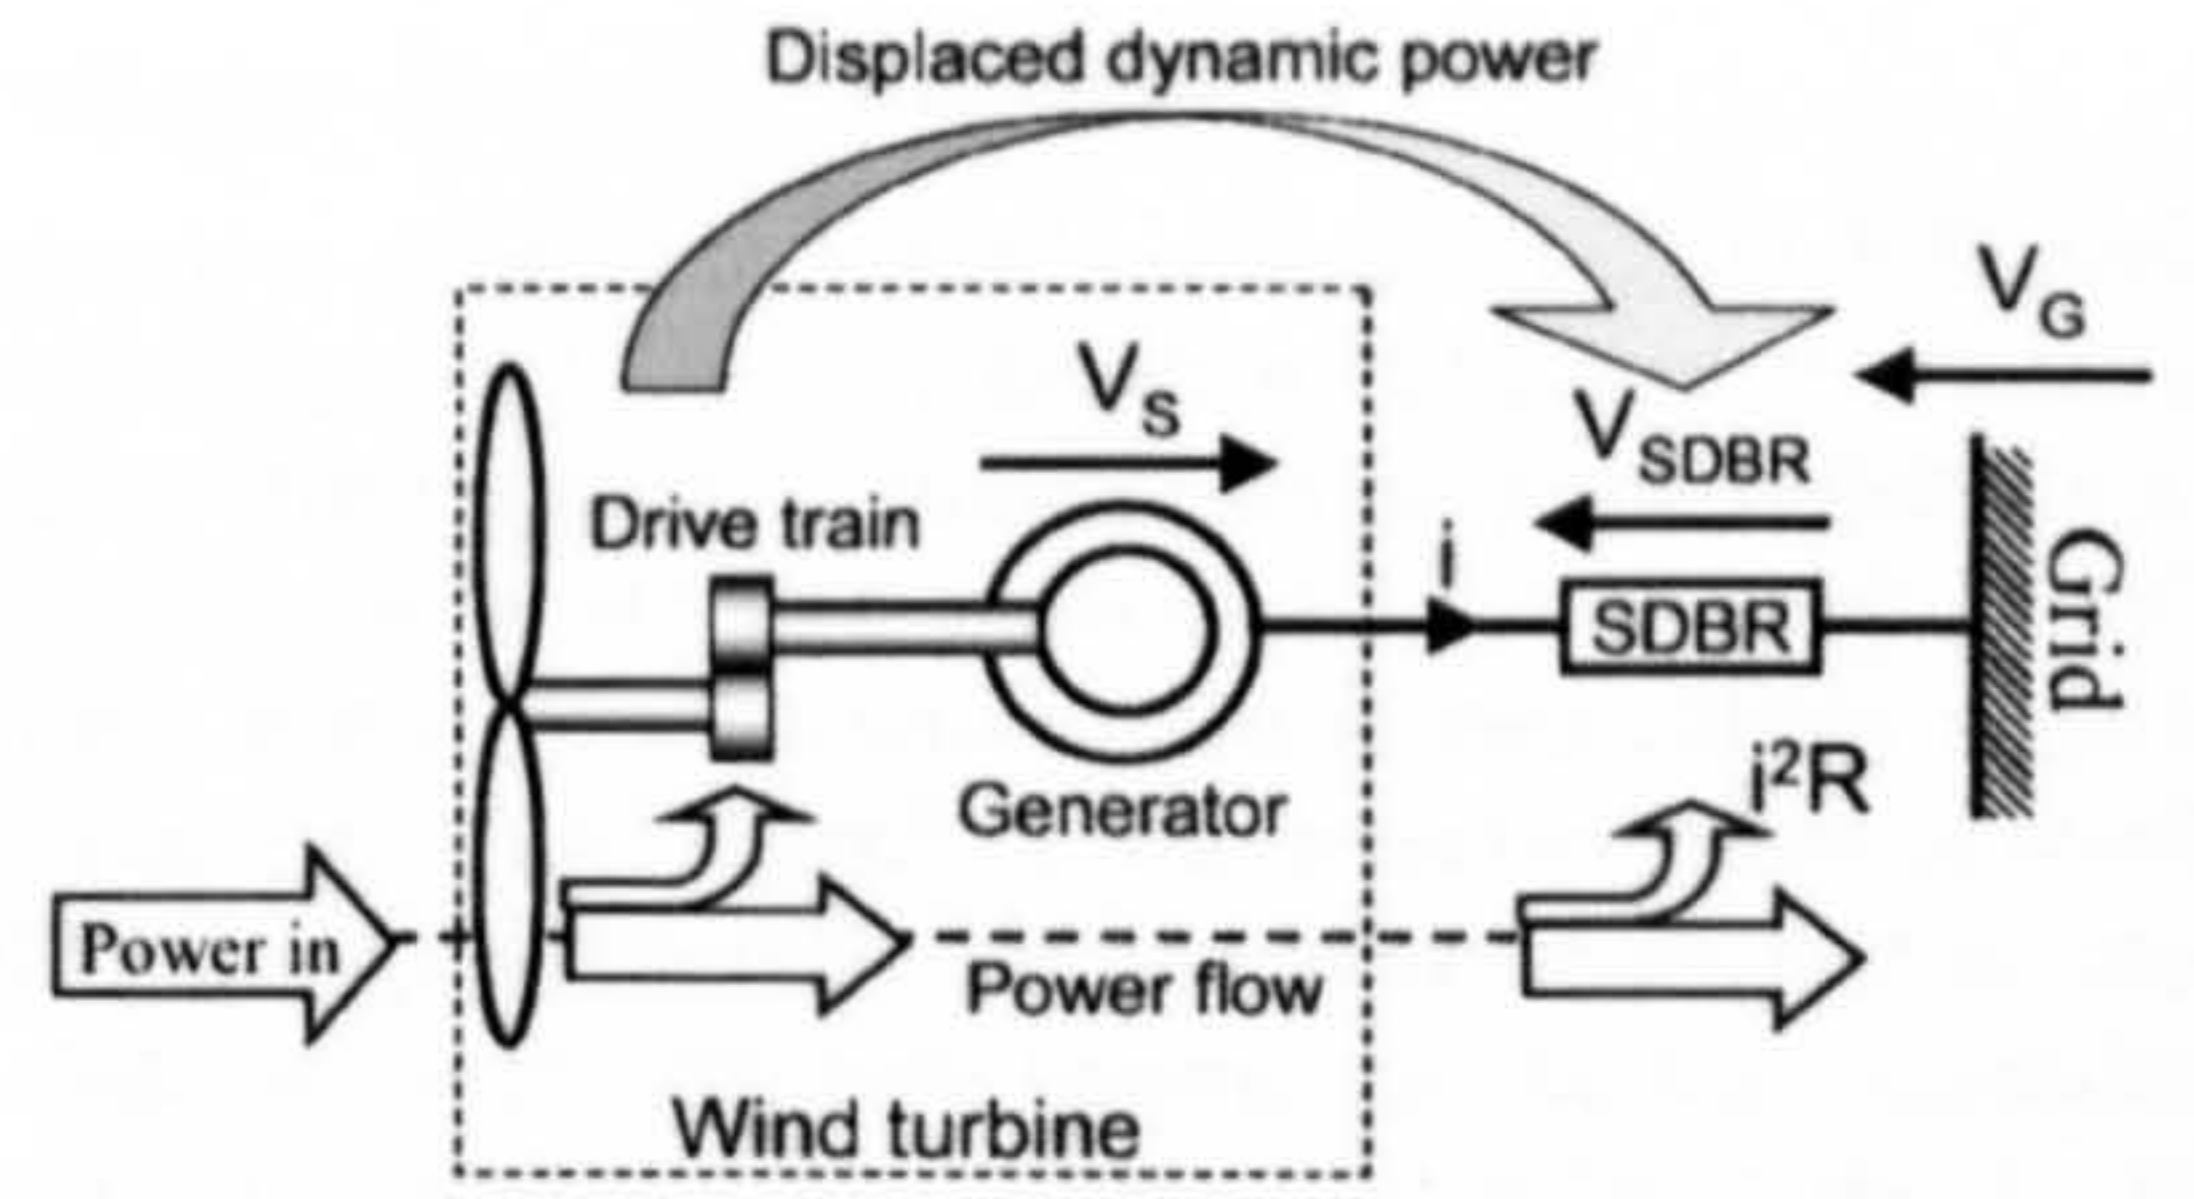 Displaced dynamic power
V_G
V_S
V_SDBR
Drive train
i
SDBR
Grid
i²R
Generator
Power in
Power flow
Wind turbine